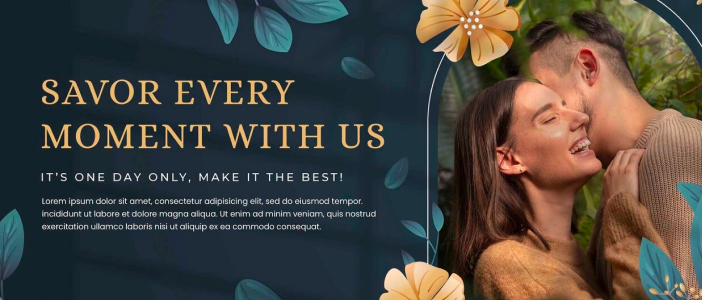 SAVOR EVERY
MOMENT WITH US
IT'S ONE DAY ONLY, MAKE IT THE BEST!
Lorem ipsum dolor sit amet, consectetur adipisicing elit, sed do eiusmod tempor.
incididunt ut labore et dolore magna aliqua. Ut enim ad minim veniam, quis nostrud
exercitation ullamco laboris nisi ut aliquip ex ea commodo consequat.